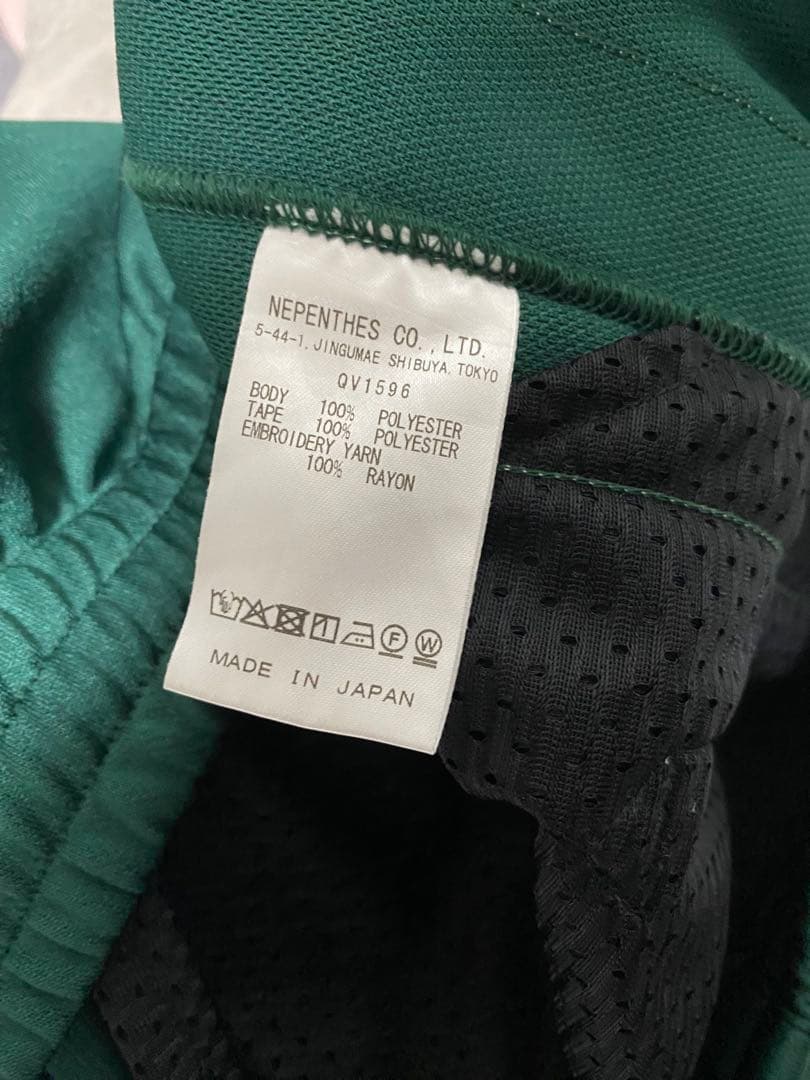 NEPENTHES CO., LTD.
5-44-1, JINGUMAE SHIBUYA, TOKYO
QV1596
BODY 100% POLYESTER
TAPE 100% POLYESTER
EMBROIDERY YARN
100% RAYON
F W
MADE IN JAPAN